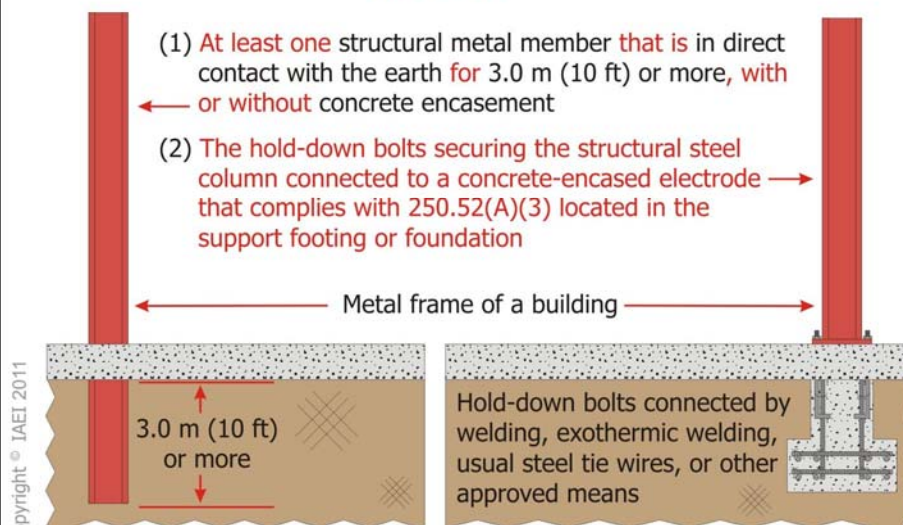 (1) At least one structural metal member that is in direct
contact with the earth for 3.0 m (10 ft) or more, with
or without concrete encasement
(2) The hold-down bolts securing the structural steel
column connected to a concrete-encased electrode
that complies with 250.52(A)(3) located in the
support footing or foundation
Metal frame of a building
3.0 m (10 ft)
or more
Hold-down bolts connected by
welding, exothermic welding,
usual steel tie wires, or other
approved means
pyright © IAEI 2011